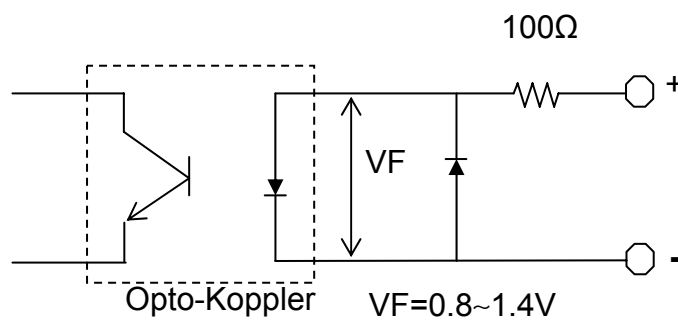 100Ω
+
VF
-
Opto-Koppler
VF=0.8~1.4V